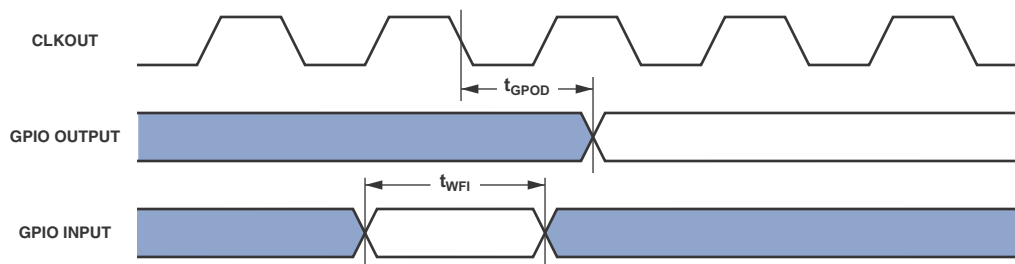 CLKOUT
tGPOD
GPIO OUTPUT
tWFI
GPIO INPUT